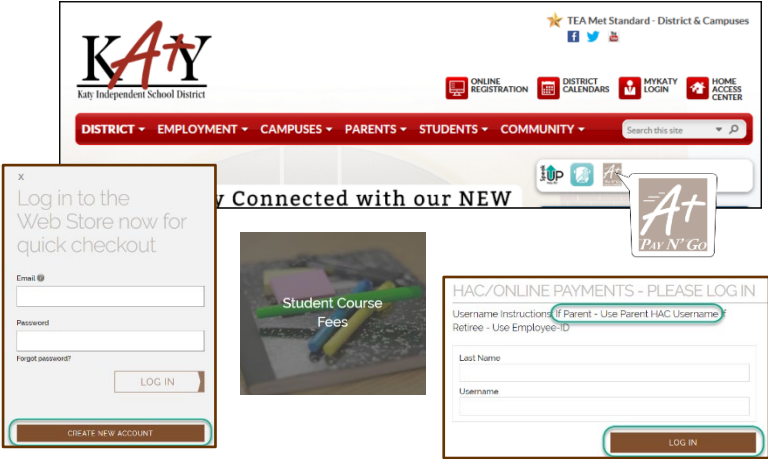 TEA Met Standard - District & Campuses
KAtY
Katy Independent School District
ONLINE
REGISTRATION
DISTRICT
CALENDARS
MYKATY
LOGIN
HOME
ACCESS
CENTER
DISTRICT
EMPLOYMENT
CAMPUSES
PARENTS
STUDENTS
COMMUNITY
Search this site
Speak UP
y Connected with our NEW
A+
PAY N' GO
x
Log in to the
Web Store now for
quick checkout
Email
Password
Forgot password?
LOG IN
CREATE NEW ACCOUNT
Student Course
Fees
HAC/ONLINE PAYMENTS - PLEASE LOG IN
Username Instructions: If Parent - Use Parent HAC Username
Retiree - Use Employee-ID
Last Name
Username
LOG IN